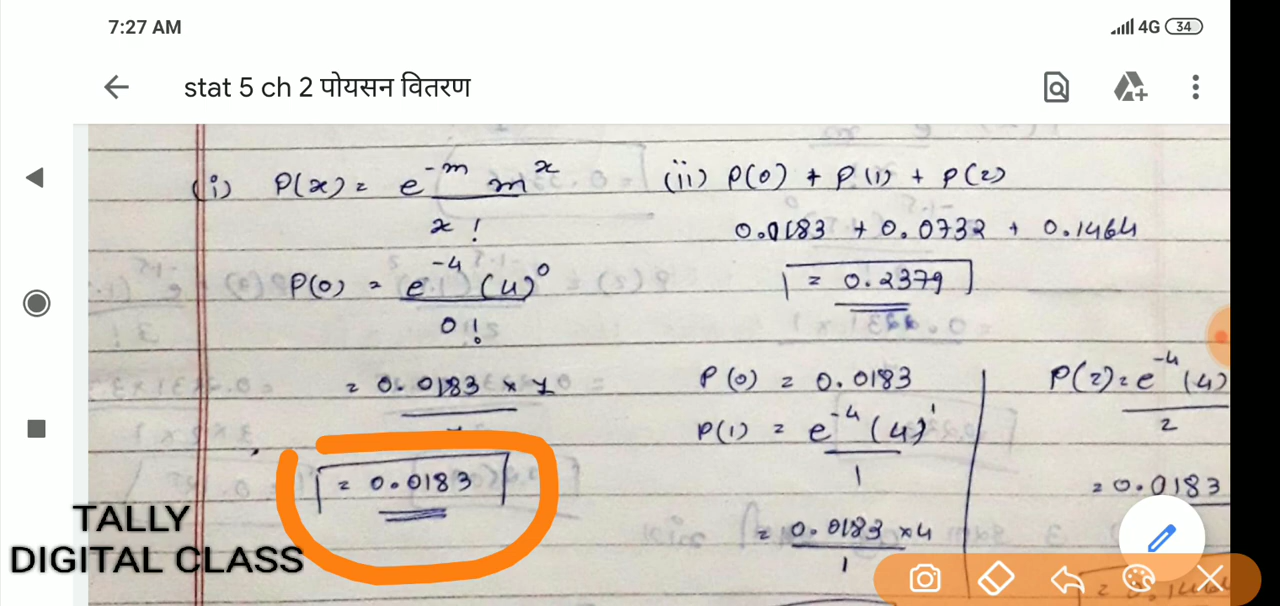 7:27 AM
4G 34
stat 5 ch 2 पोयसन वितरण
(i) P(x) = e^-m m^x
x !
P(0) = e^-4 (4)^0
0!
= 0.0183 × 1
= 0.0183
(ii) P(0) + P(1) + P(2)
0.0183 + 0.0732 + 0.1464
= 0.2379
P(0) = 0.0183
P(1) = e^-4 (4)^1
1
= 0.0183 × 4
1
P(2) = e^-4 (4)
2
= 0.0183
TALLY
DIGITAL CLASS